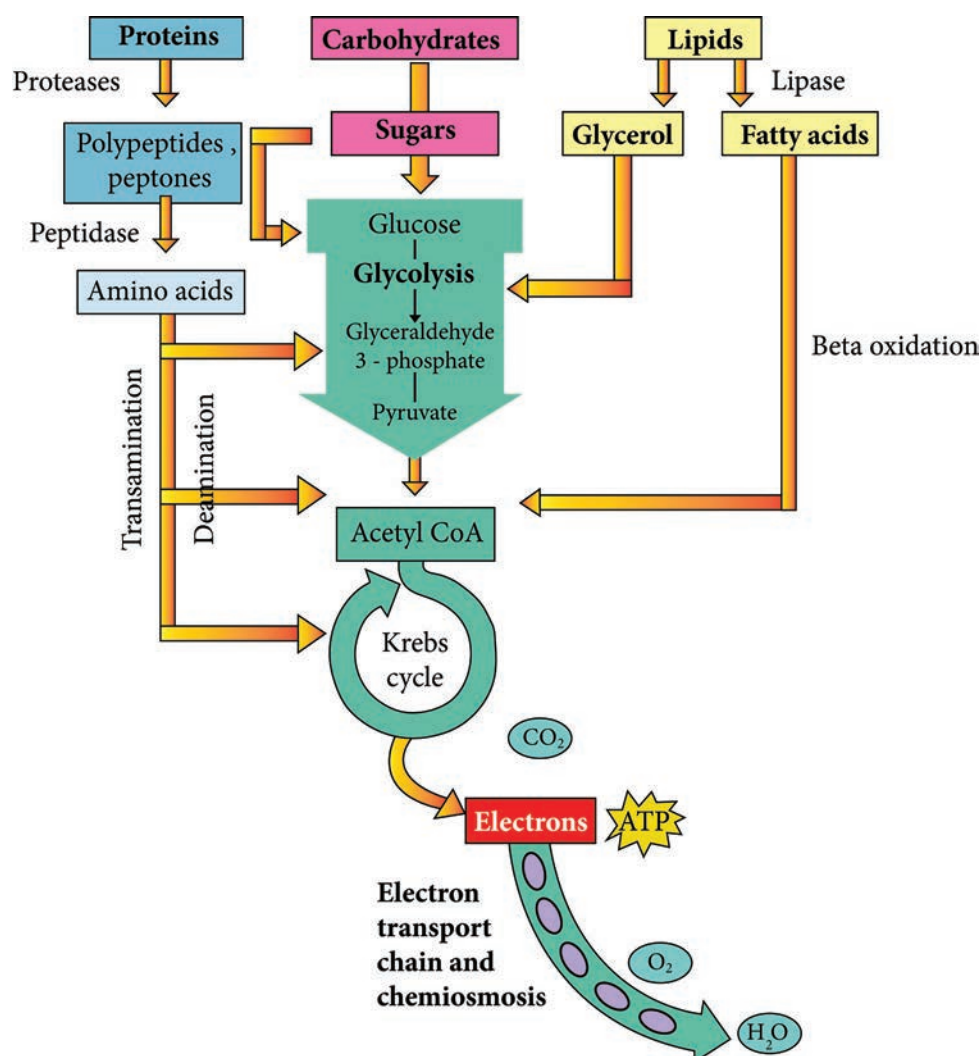 Proteins
Carbohydrates
Lipids
Proteases
Lipase
Sugars
Glycerol
Fatty acids
Polypeptides ,
peptones
Peptidase
Glucose
Glycolysis
Amino acids
Glyceraldehyde
3 - phosphate
Beta oxidation
Pyruvate
Transamination
Deamination
Acetyl CoA
Krebs
cycle
CO₂
Electrons
ATP
Electron
transport
chain and
chemiosmosis
O₂
H₂O